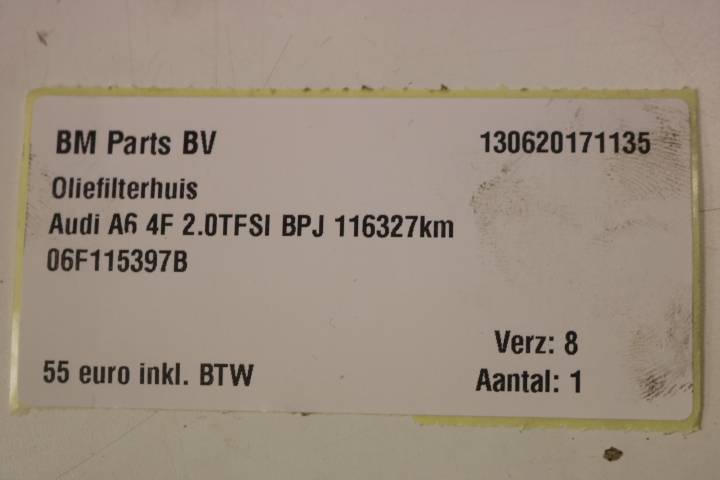 BM Parts BV 130620171135
Oliefilterhuis
Audi A6 4F 2.0TFSI BPJ 116327km
06F115397B
Verz: 8
55 euro inkl. BTW Aantal: 1